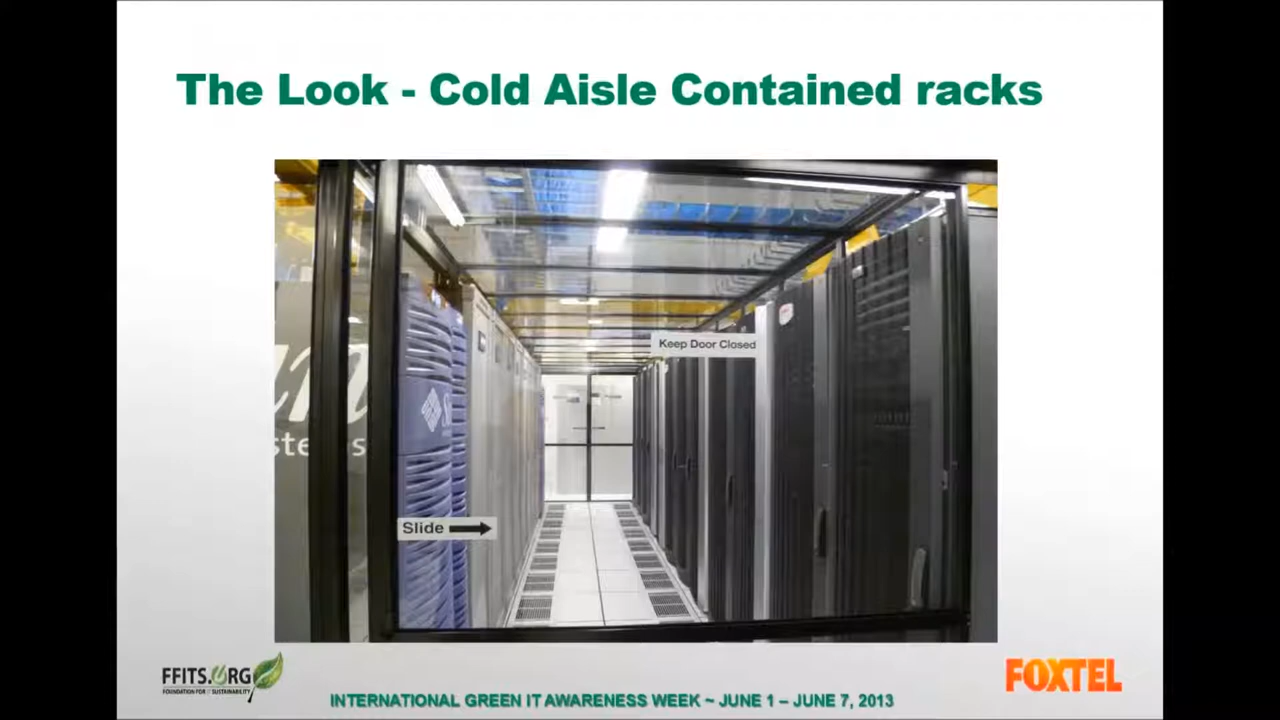 The Look - Cold Aisle Contained racks
Keep Door Closed
Slide
FFITS.ORG
FOUNDATION FOR IT SUSTAINABILITY
INTERNATIONAL GREEN IT AWARENESS WEEK ~ JUNE 1 – JUNE 7, 2013
FOXTEL